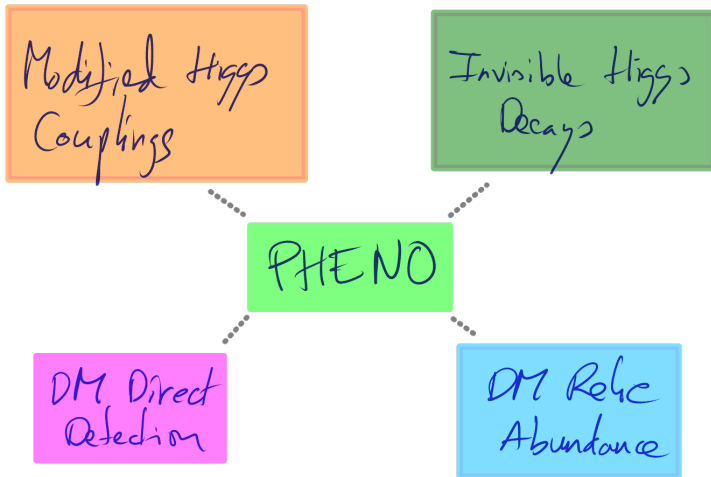 Modified Higgs
Couplings
Invisible Higgs
Decays
PHENO
DM Direct
Detection
DM Relic
Abundance